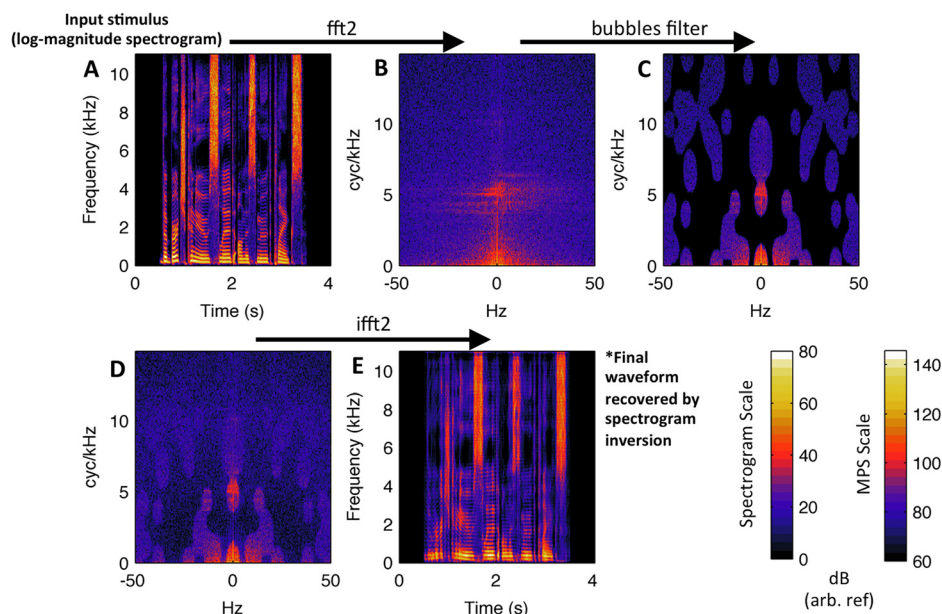 Input stimulus
(log-magnitude spectrogram)
fft2
bubbles filter
A
B
C
Frequency (kHz)
10
8
6
4
2
0
0
2
4
Time (s)
cyc/kHz
10
5
0
-50
0
50
Hz
cyc/kHz
10
5
0
-50
0
50
Hz
ifft2
D
E
cyc/kHz
10
5
0
-50
0
50
Hz
Frequency (kHz)
10
8
6
4
2
0
0
2
4
Time (s)
*Final
waveform
recovered by
spectrogram
inversion
Spectrogram Scale
80
60
40
20
0
MPS Scale
140
120
100
80
60
dB
(arb. ref)